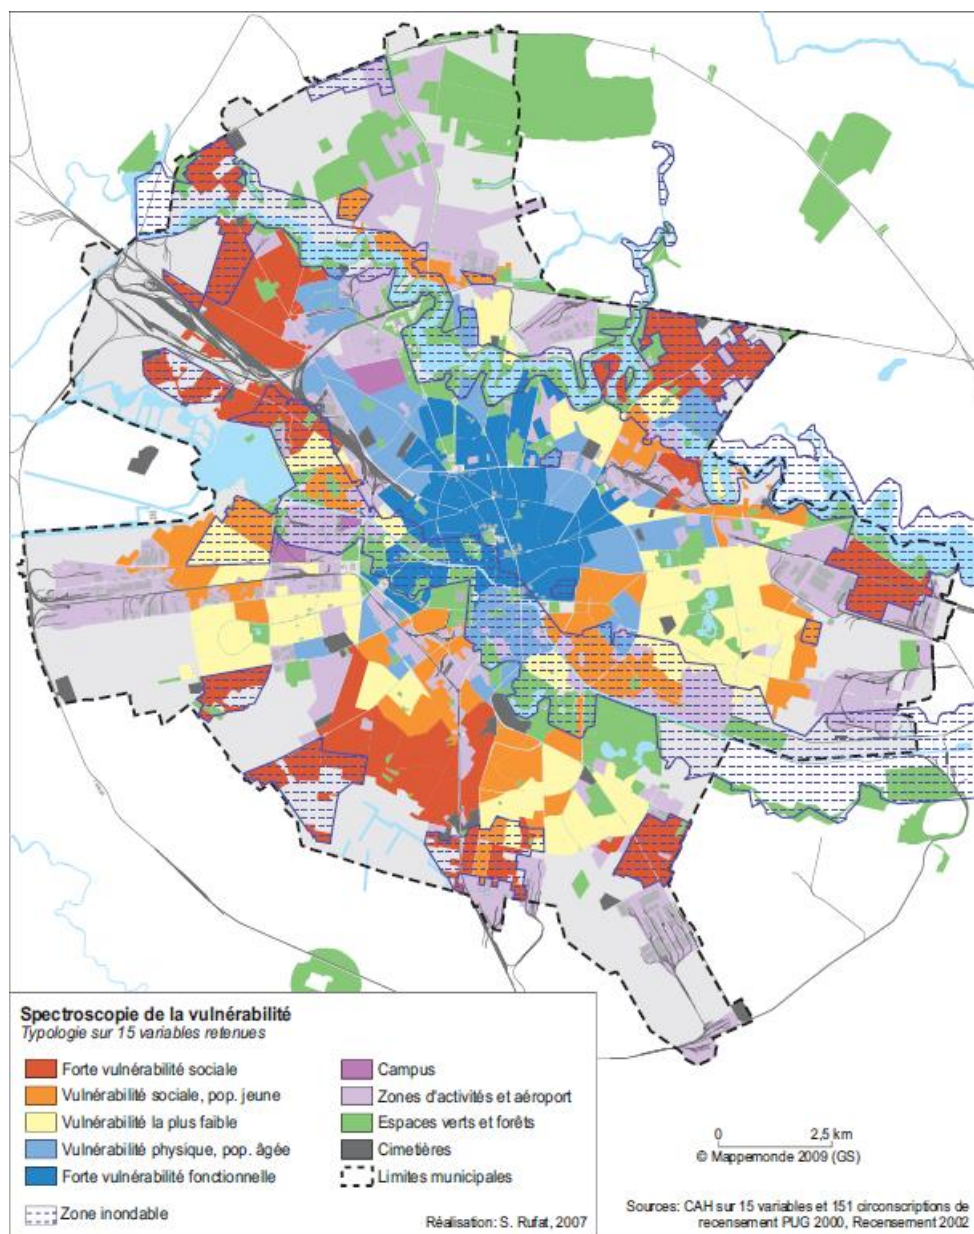 Spectroscopie de la vulnérabilité
Typologie sur 15 variables retenues
Forte vulnérabilité sociale
Vulnérabilité sociale, pop. jeune
Vulnérabilité la plus faible
Vulnérabilité physique, pop. âgée
Forte vulnérabilité fonctionnelle
Zone inondable
Campus
Zones d'activités et aéroport
Espaces verts et forêts
Cimetières
Limites municipales
Réalisation: S. Rufat, 2007
0 2,5 km
© Mappemonde 2009 (GS)
Sources: CAH sur 15 variables et 151 circonscriptions de
recensement PUG 2000, Recensement 2002